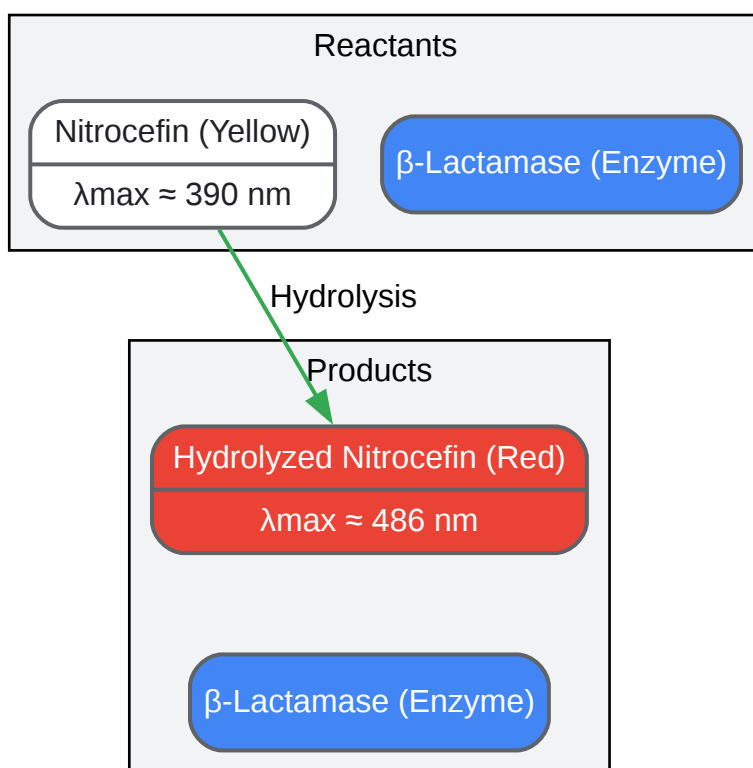 Reactants
Nitrocefin (Yellow)
λmax ≈ 390 nm
β-Lactamase (Enzyme)
Hydrolysis
Products
Hydrolyzed Nitrocefin (Red)
λmax ≈ 486 nm
β-Lactamase (Enzyme)